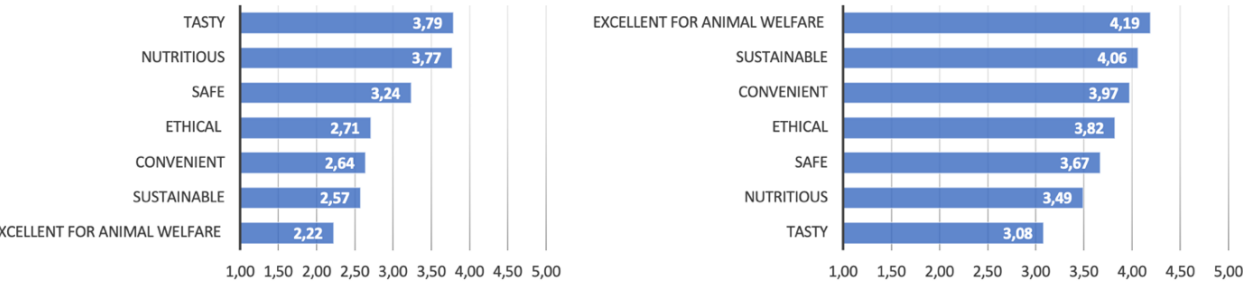 TASTY 3,79
NUTRITIOUS 3,77
SAFE 3,24
ETHICAL 2,71
CONVENIENT 2,64
SUSTAINABLE 2,57
XCELLENT FOR ANIMAL WELFARE 2,22
1,00 1,50 2,00 2,50 3,00 3,50 4,00 4,50 5,00
EXCELLENT FOR ANIMAL WELFARE 4,19
SUSTAINABLE 4,06
CONVENIENT 3,97
ETHICAL 3,82
SAFE 3,67
NUTRITIOUS 3,49
TASTY 3,08
1,00 1,50 2,00 2,50 3,00 3,50 4,00 4,50 5,00